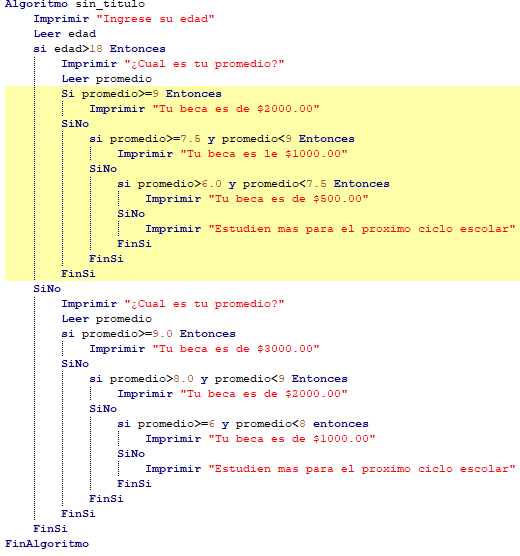 Algoritmo sin_titulo
Imprimir "Ingrese su edad"
Leer edad
si edad>18 Entonces
Imprimir "¿Cual es tu promedio?"
Leer promedio
Si promedio>=9 Entonces
Imprimir "Tu beca es de $2000.00"
SiNo
si promedio>=7.5 y promedio<9 Entonces
Imprimir "Tu beca es le $1000.00"
SiNo
si promedio>6.0 y promedio<7.5 Entonces
Imprimir "Tu beca es de $500.00"
SiNo
Imprimir "Estudien mas para el proximo ciclo escolar"
FinSi
FinSi
FinSi
SiNo
Imprimir "¿Cual es tu promedio?"
Leer promedio
si promedio>=9.0 Entonces
Imprimir "Tu beca es de $3000.00"
SiNo
si promedio>8.0 y promedio<9 Entonces
Imprimir "Tu beca es de $2000.00"
SiNo
si promedio>=6 y promedio<8 entonces
Imprimir "Tu beca es de $1000.00"
SiNo
Imprimir "Estudien mas para el proximo ciclo escolar"
FinSi
FinSi
FinSi
FinSi
FinAlgoritmo